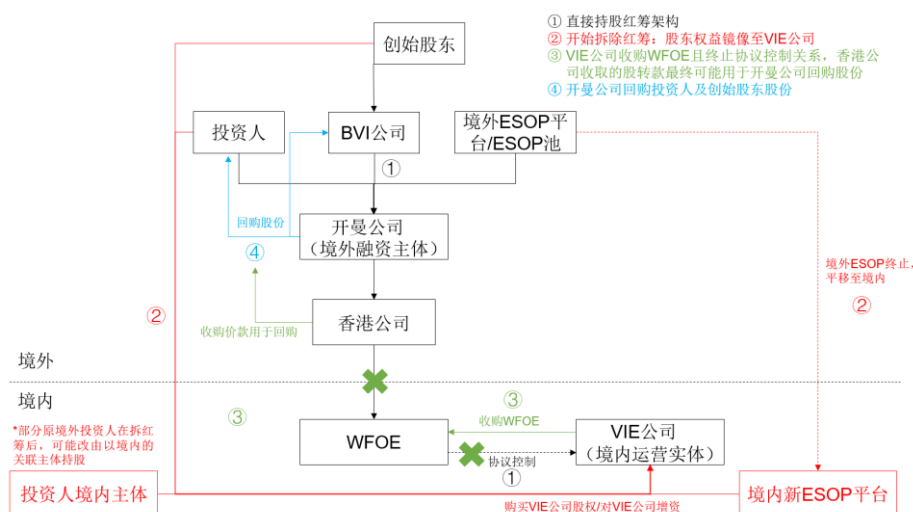 ① 直接持股红筹架构
② 开始拆除红筹：股东权益镜像至VIE公司
③ VIE公司收购WFOE且终止协议控制关系，香港公
司收取的股转款最终可能用于开曼公司回购股份
④ 开曼公司回购投资人及创始股东股份
创始股东
投资人
BVI公司
境外ESOP平
台/ESOP池
①
回购股份
④
开曼公司
（境外融资主体）
境外ESOP终止，
平移至境内
②
②
收购价款用于回购
香港公司
境外
境内
③
③
收购WFOE
*部分原境外投资人在拆红
筹后，可能改由以境内的
关联主体持股
WFOE
VIE公司
（境内运营实体）
协议控制
①
投资人境内主体
购买VIE公司股权/对VIE公司增资
境内新ESOP平台